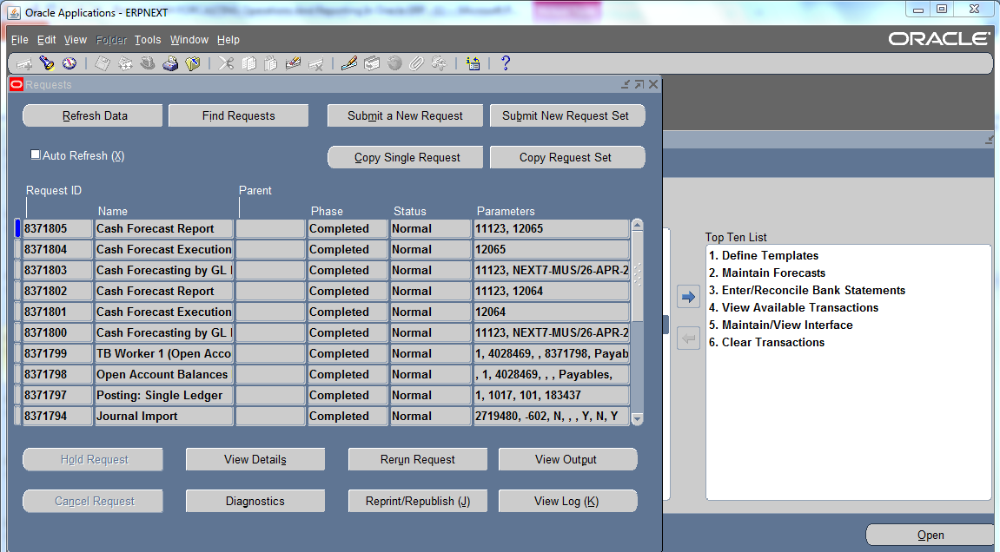 Oracle Applications - ERPNEXT
File Edit View Folder Tools Window Help
ORACLE
Requests
Refresh Data Find Requests Submit a New Request Submit New Request Set
Auto Refresh (X) Copy Single Request Copy Request Set
Request ID Parent
Name Phase Status Parameters
8371805 Cash Forecast Report Completed Normal 11123, 12065
8371804 Cash Forecast Execution Completed Normal 12065
8371803 Cash Forecasting by GL Completed Normal 11123, NEXT7-MUS/26-APR-2
8371802 Cash Forecast Report Completed Normal 11123, 12064
8371801 Cash Forecast Execution Completed Normal 12064
8371800 Cash Forecasting by GL Completed Normal 11123, NEXT7-MUS/26-APR-2
8371799 TB Worker 1 (Open Acco Completed Normal 1, 4028469, , 8371798, Payab
8371798 Open Account Balances Completed Normal , 1, 4028469, , , Payables,
8371797 Posting: Single Ledger Completed Normal 1, 1017, 101, 183437
8371794 Journal Import Completed Normal 2719480, -602, N, , , Y, N, Y
Hold Request View Details Rerun Request View Output
Cancel Request Diagnostics Reprint/Republish (J) View Log (K)
Top Ten List
1. Define Templates
2. Maintain Forecasts
3. Enter/Reconcile Bank Statements
4. View Available Transactions
5. Maintain/View Interface
6. Clear Transactions
Open